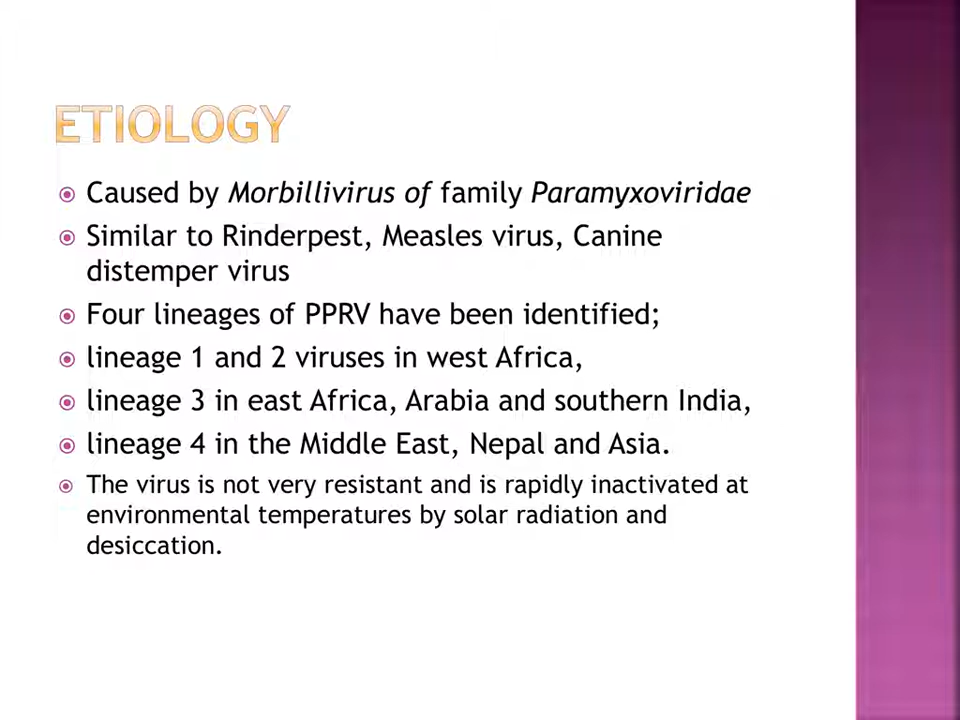 ETIOLOGY
Caused by Morbillivirus of family Paramyxoviridae
Similar to Rinderpest, Measles virus, Canine
distemper virus
Four lineages of PPRV have been identified;
lineage 1 and 2 viruses in west Africa,
lineage 3 in east Africa, Arabia and southern India,
lineage 4 in the Middle East, Nepal and Asia.
The virus is not very resistant and is rapidly inactivated at
environmental temperatures by solar radiation and
desiccation.